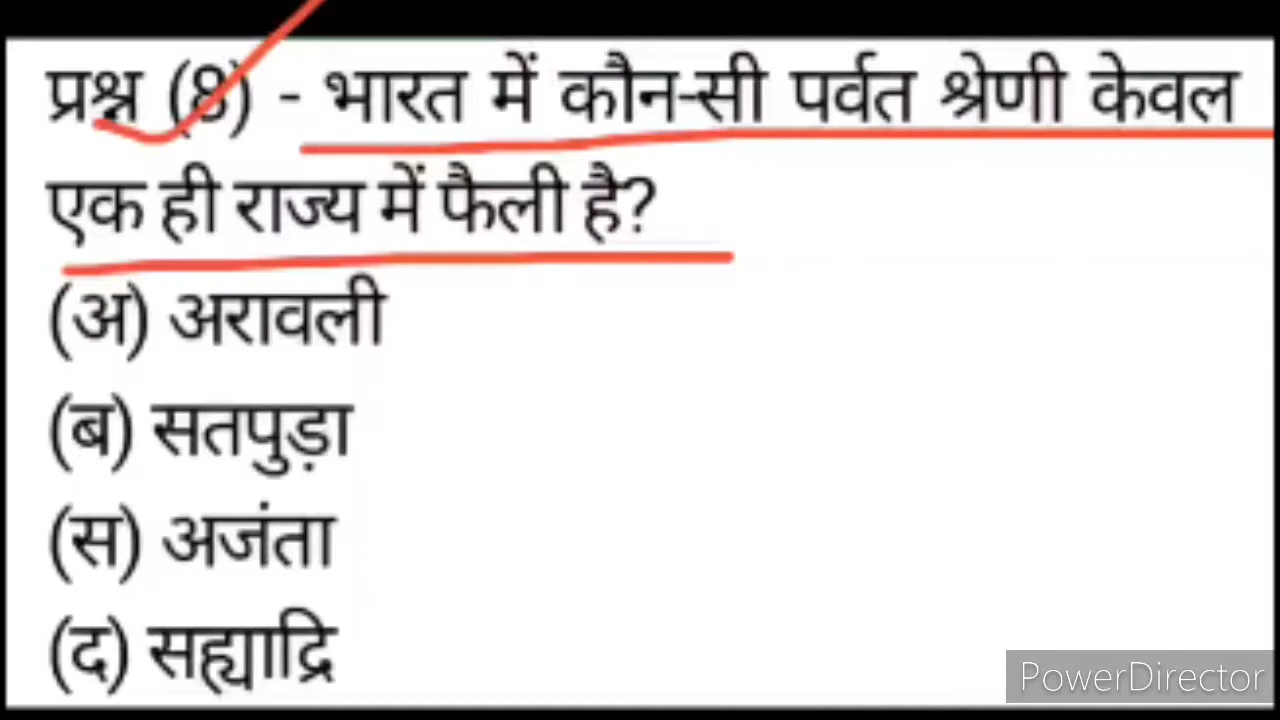 प्रश्न (8) - भारत में कौन-सी पर्वत श्रेणी केवल
एक ही राज्य में फैली है?
(अ) अरावली
(ब) सतपुड़ा
(स) अजंता
(द) सह्याद्रि
PowerDirector